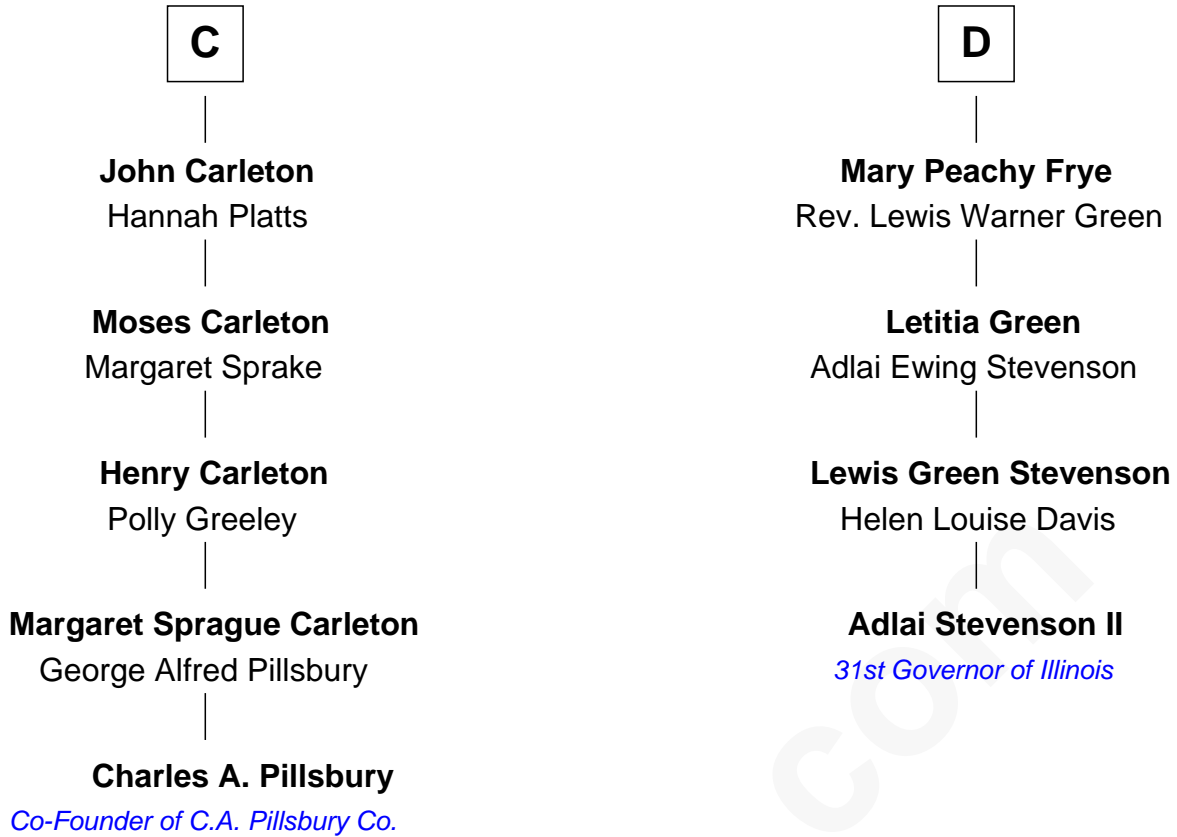 C
John Carleton
Hannah Platts
Moses Carleton
Margaret Sprake
Henry Carleton
Polly Greeley
Margaret Sprague Carleton
George Alfred Pillsbury
Charles A. Pillsbury
Co-Founder of C.A. Pillsbury Co.
D
Mary Peachy Frye
Rev. Lewis Warner Green
Letitia Green
Adlai Ewing Stevenson
Lewis Green Stevenson
Helen Louise Davis
Adlai Stevenson II
31st Governor of Illinois
com